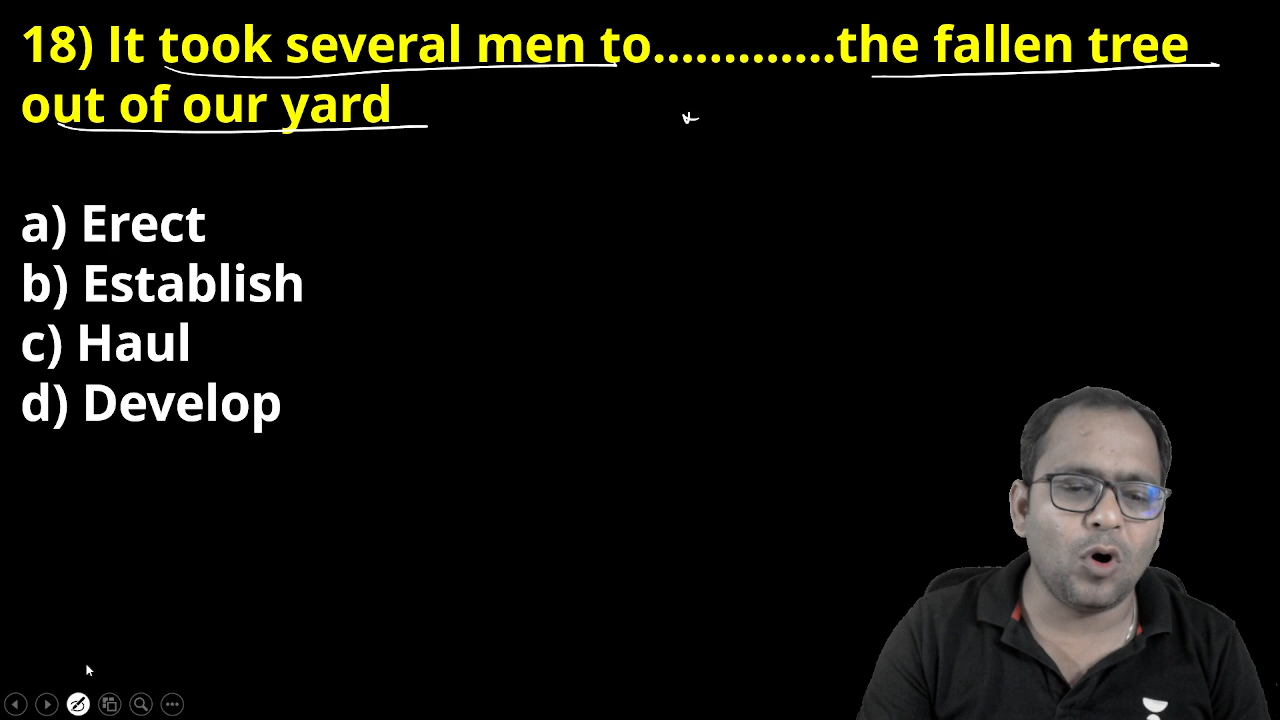 18) It took several men to.............the fallen tree
out of our yard
a) Erect
b) Establish
c) Haul
d) Develop